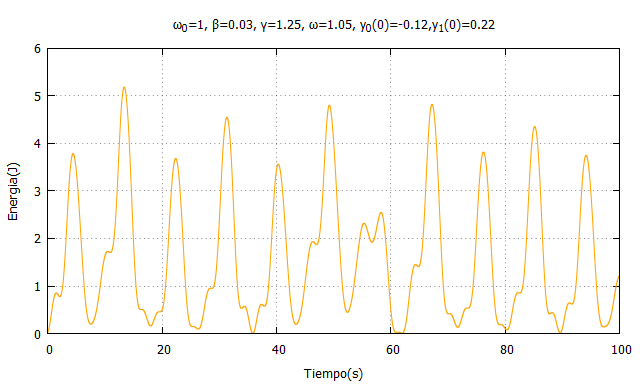 ω0=1, β=0.03, γ=1.25, ω=1.05, y0(0)=-0.12,y1(0)=0.22
6
5
4
3
2
1
0
Energia(J)
0 20 40 60 80 100
Tiempo(s)